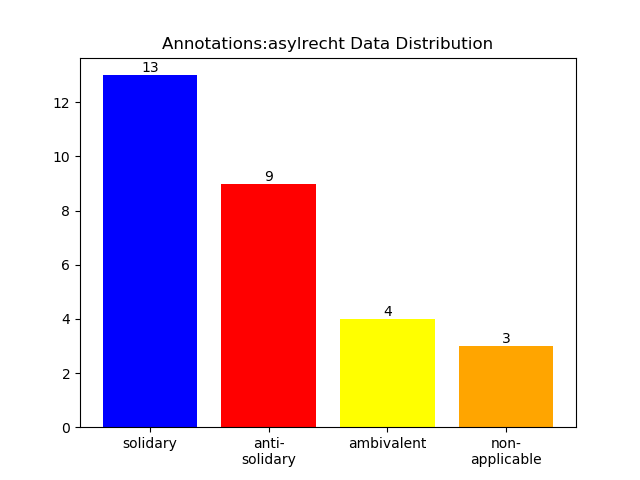 Annotations:asylrecht Data Distribution
13
12
10
9
8
6
4
4
3
2
0
solidary
anti-
solidary
ambivalent
non-
applicable